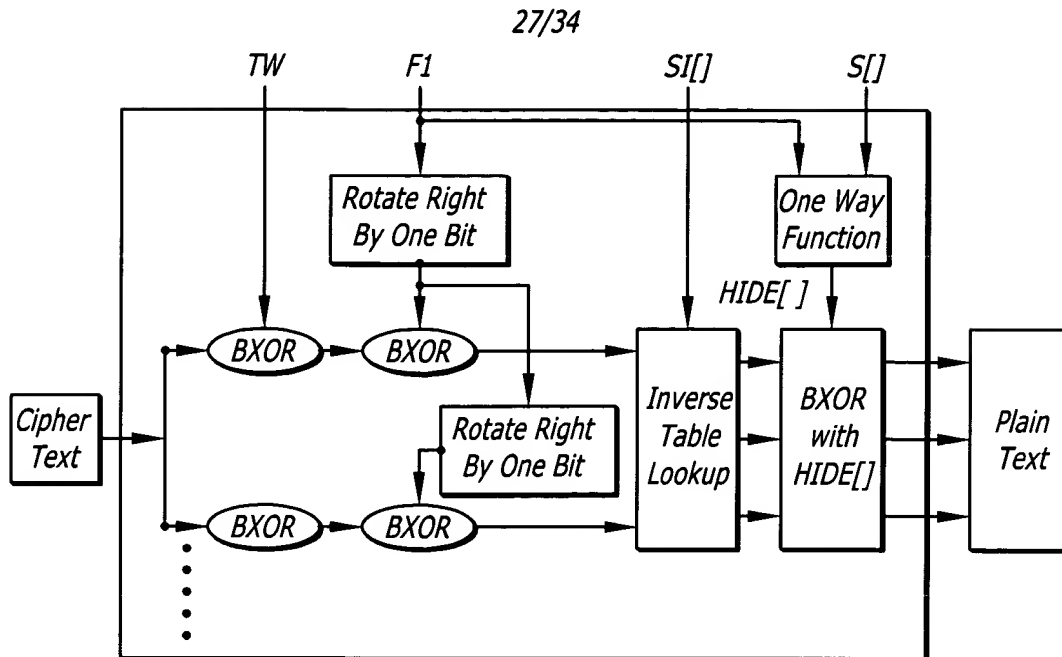 27/34
TW
F1
SI[]
S[]
Rotate Right
By One Bit
One Way
Function
HIDE[ ]
BXOR
BXOR
Cipher
Text
Rotate Right
By One Bit
Inverse
Table
Lookup
BXOR
with
HIDE[]
Plain
Text
BXOR
BXOR